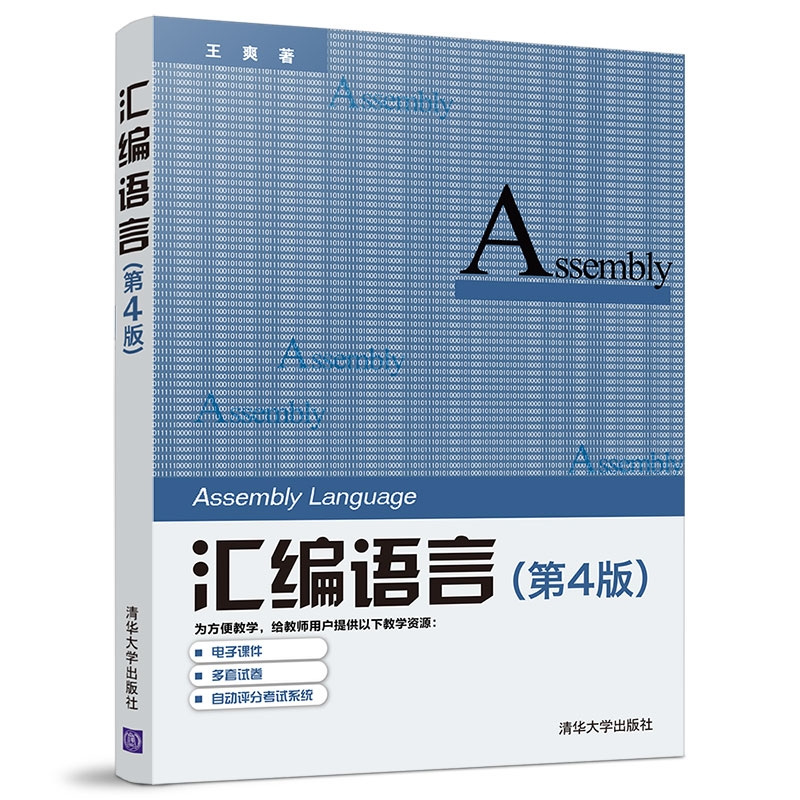 汇编语言(第4版)
清华大学出版社
王爽 著
Assembly
Assembly
Assembly
Assembly
Assembly
Assembly Language
汇编语言(第4版)
为方便教学，给教师用户提供以下教学资源：
电子课件
多套试卷
自动评分考试系统
清华大学出版社